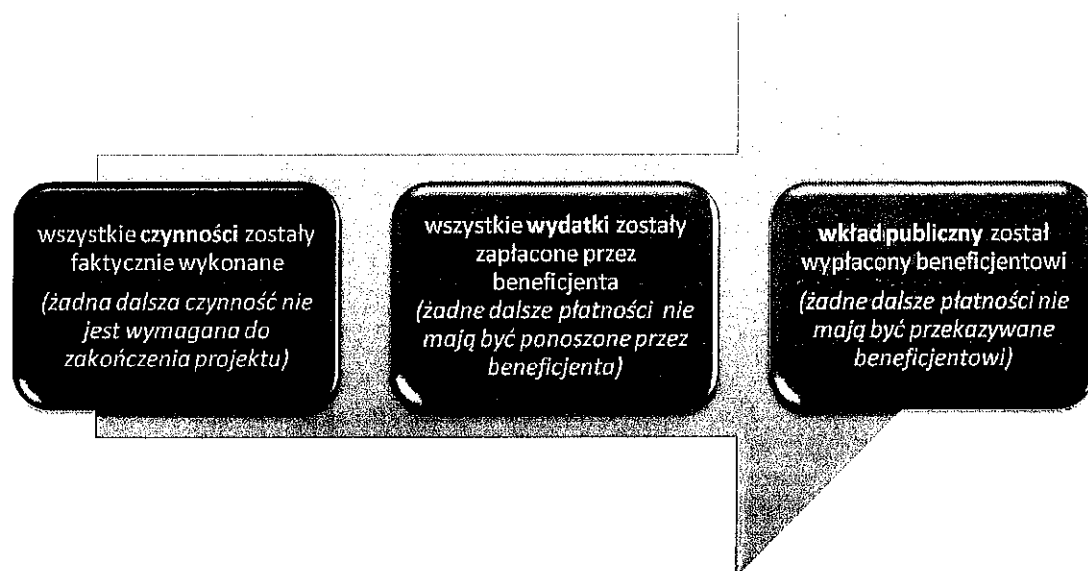 wszystkie czynności zostały
faktycznie wykonane
(żadna dalsza czynność nie
jest wymagana do
zakończenia projektu)
wszystkie wydatki zostały
zapłacone przez
beneficjenta
(żadne dalsze płatności nie
mają być ponoszone przez
beneficjenta)
wkład publiczny został
wypłacony beneficjentowi
(żadne dalsze płatności nie
mają być przekazywane
beneficjentowi)